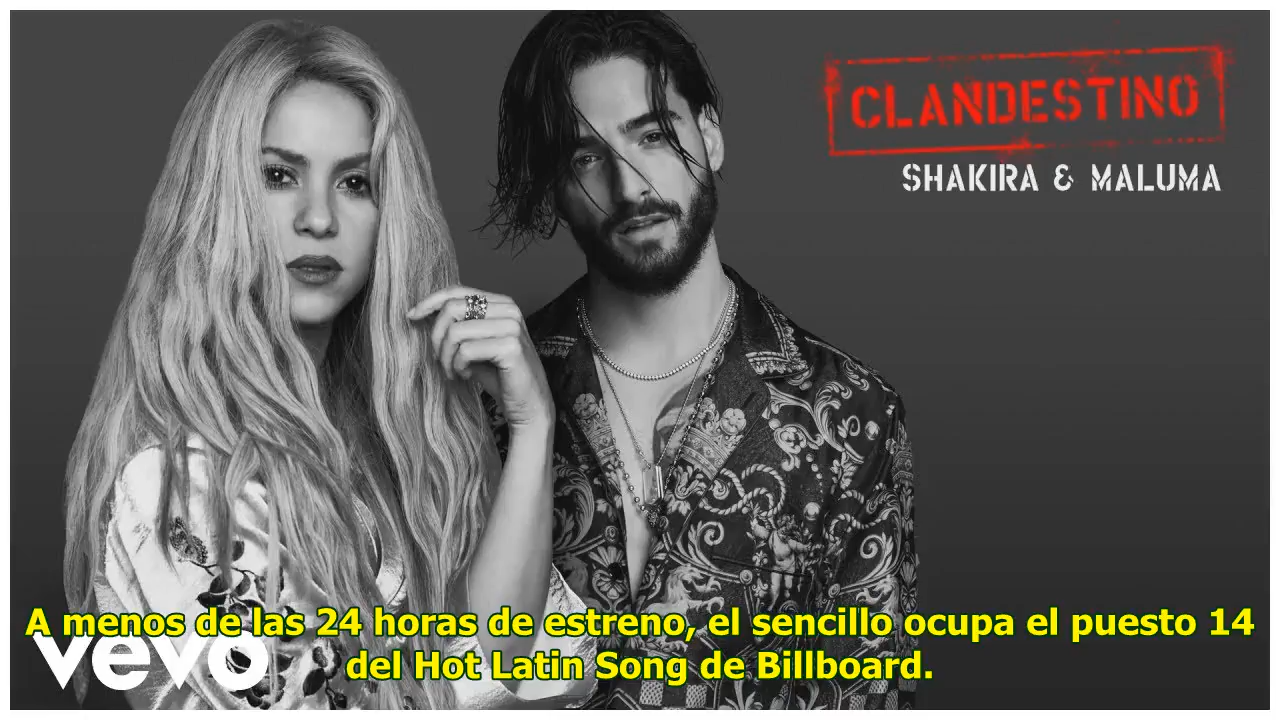 CLANDESTINO
SHAKIRA & MALUMA
A menos de las 24 horas de estreno, el sencillo ocupa el puesto 14
del Hot Latin Song de Billboard.
vevo